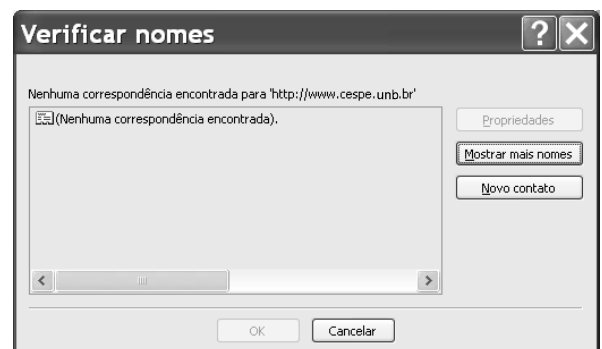 Verificar nomes
Nenhuma correspondência encontrada para 'http://www.cespe.unb.br'
(Nenhuma correspondência encontrada).
Propriedades
Mostrar mais nomes
Novo contato
OK
Cancelar